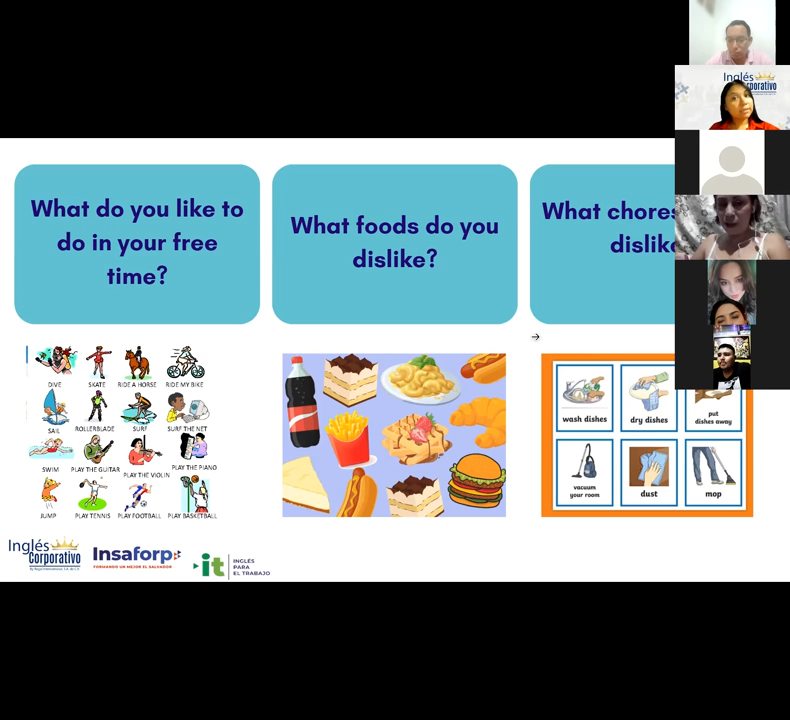 Inglés
Corporativo
What do you like to
do in your free
time?
What foods do you
dislike?
What chores
DIVE
SKATE
RIDE A HORSE
RIDE MY BIKE
SAIL
ROLLERBLADE
SURF
SURF THE NET
SWIM
PLAY THE GUITAR
PLAY THE VIOLIN
PLAY THE PIANO
JUMP
PLAY TENNIS
PLAY FOOTBALL
PLAY BASKETBALL
wash dishes
dry dishes
put
dishes away
vacuum
your room
dust
mop
Inglés
Corporativo
Insaforp
FORMANDO UN MEJOR EL SALVADOR
it
INGLÉS
PARA
EL TRABAJO